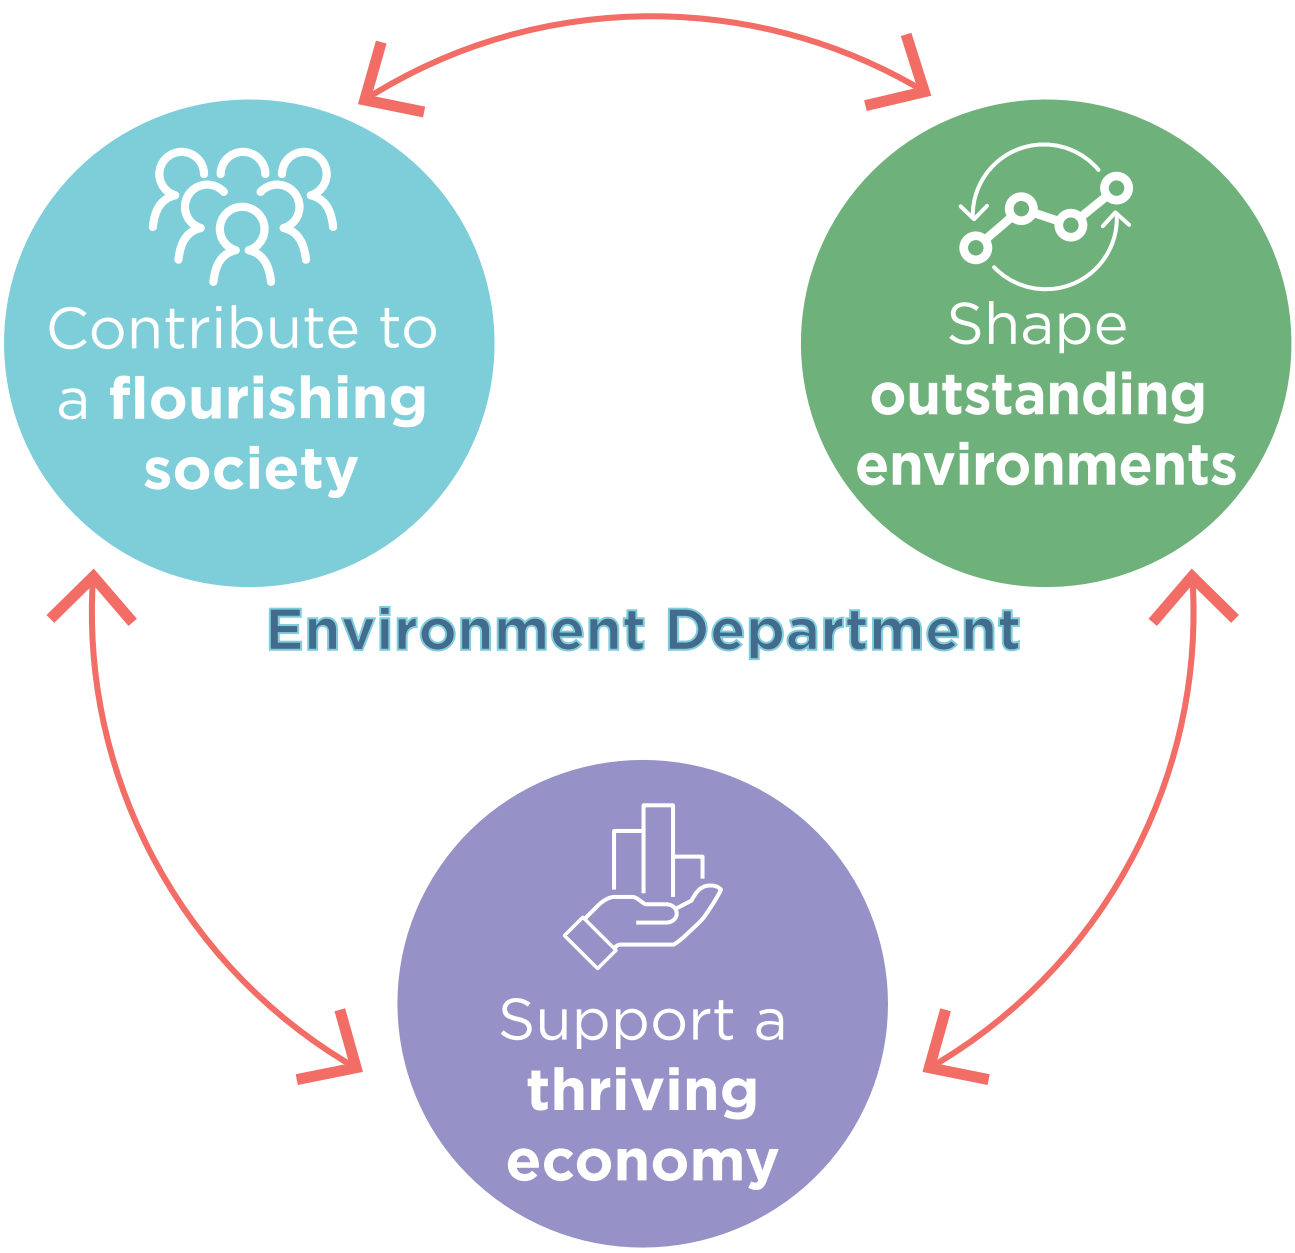 Contribute to
a flourishing
society
Shape
outstanding
environments
Environment Department
Support a
thriving
economy